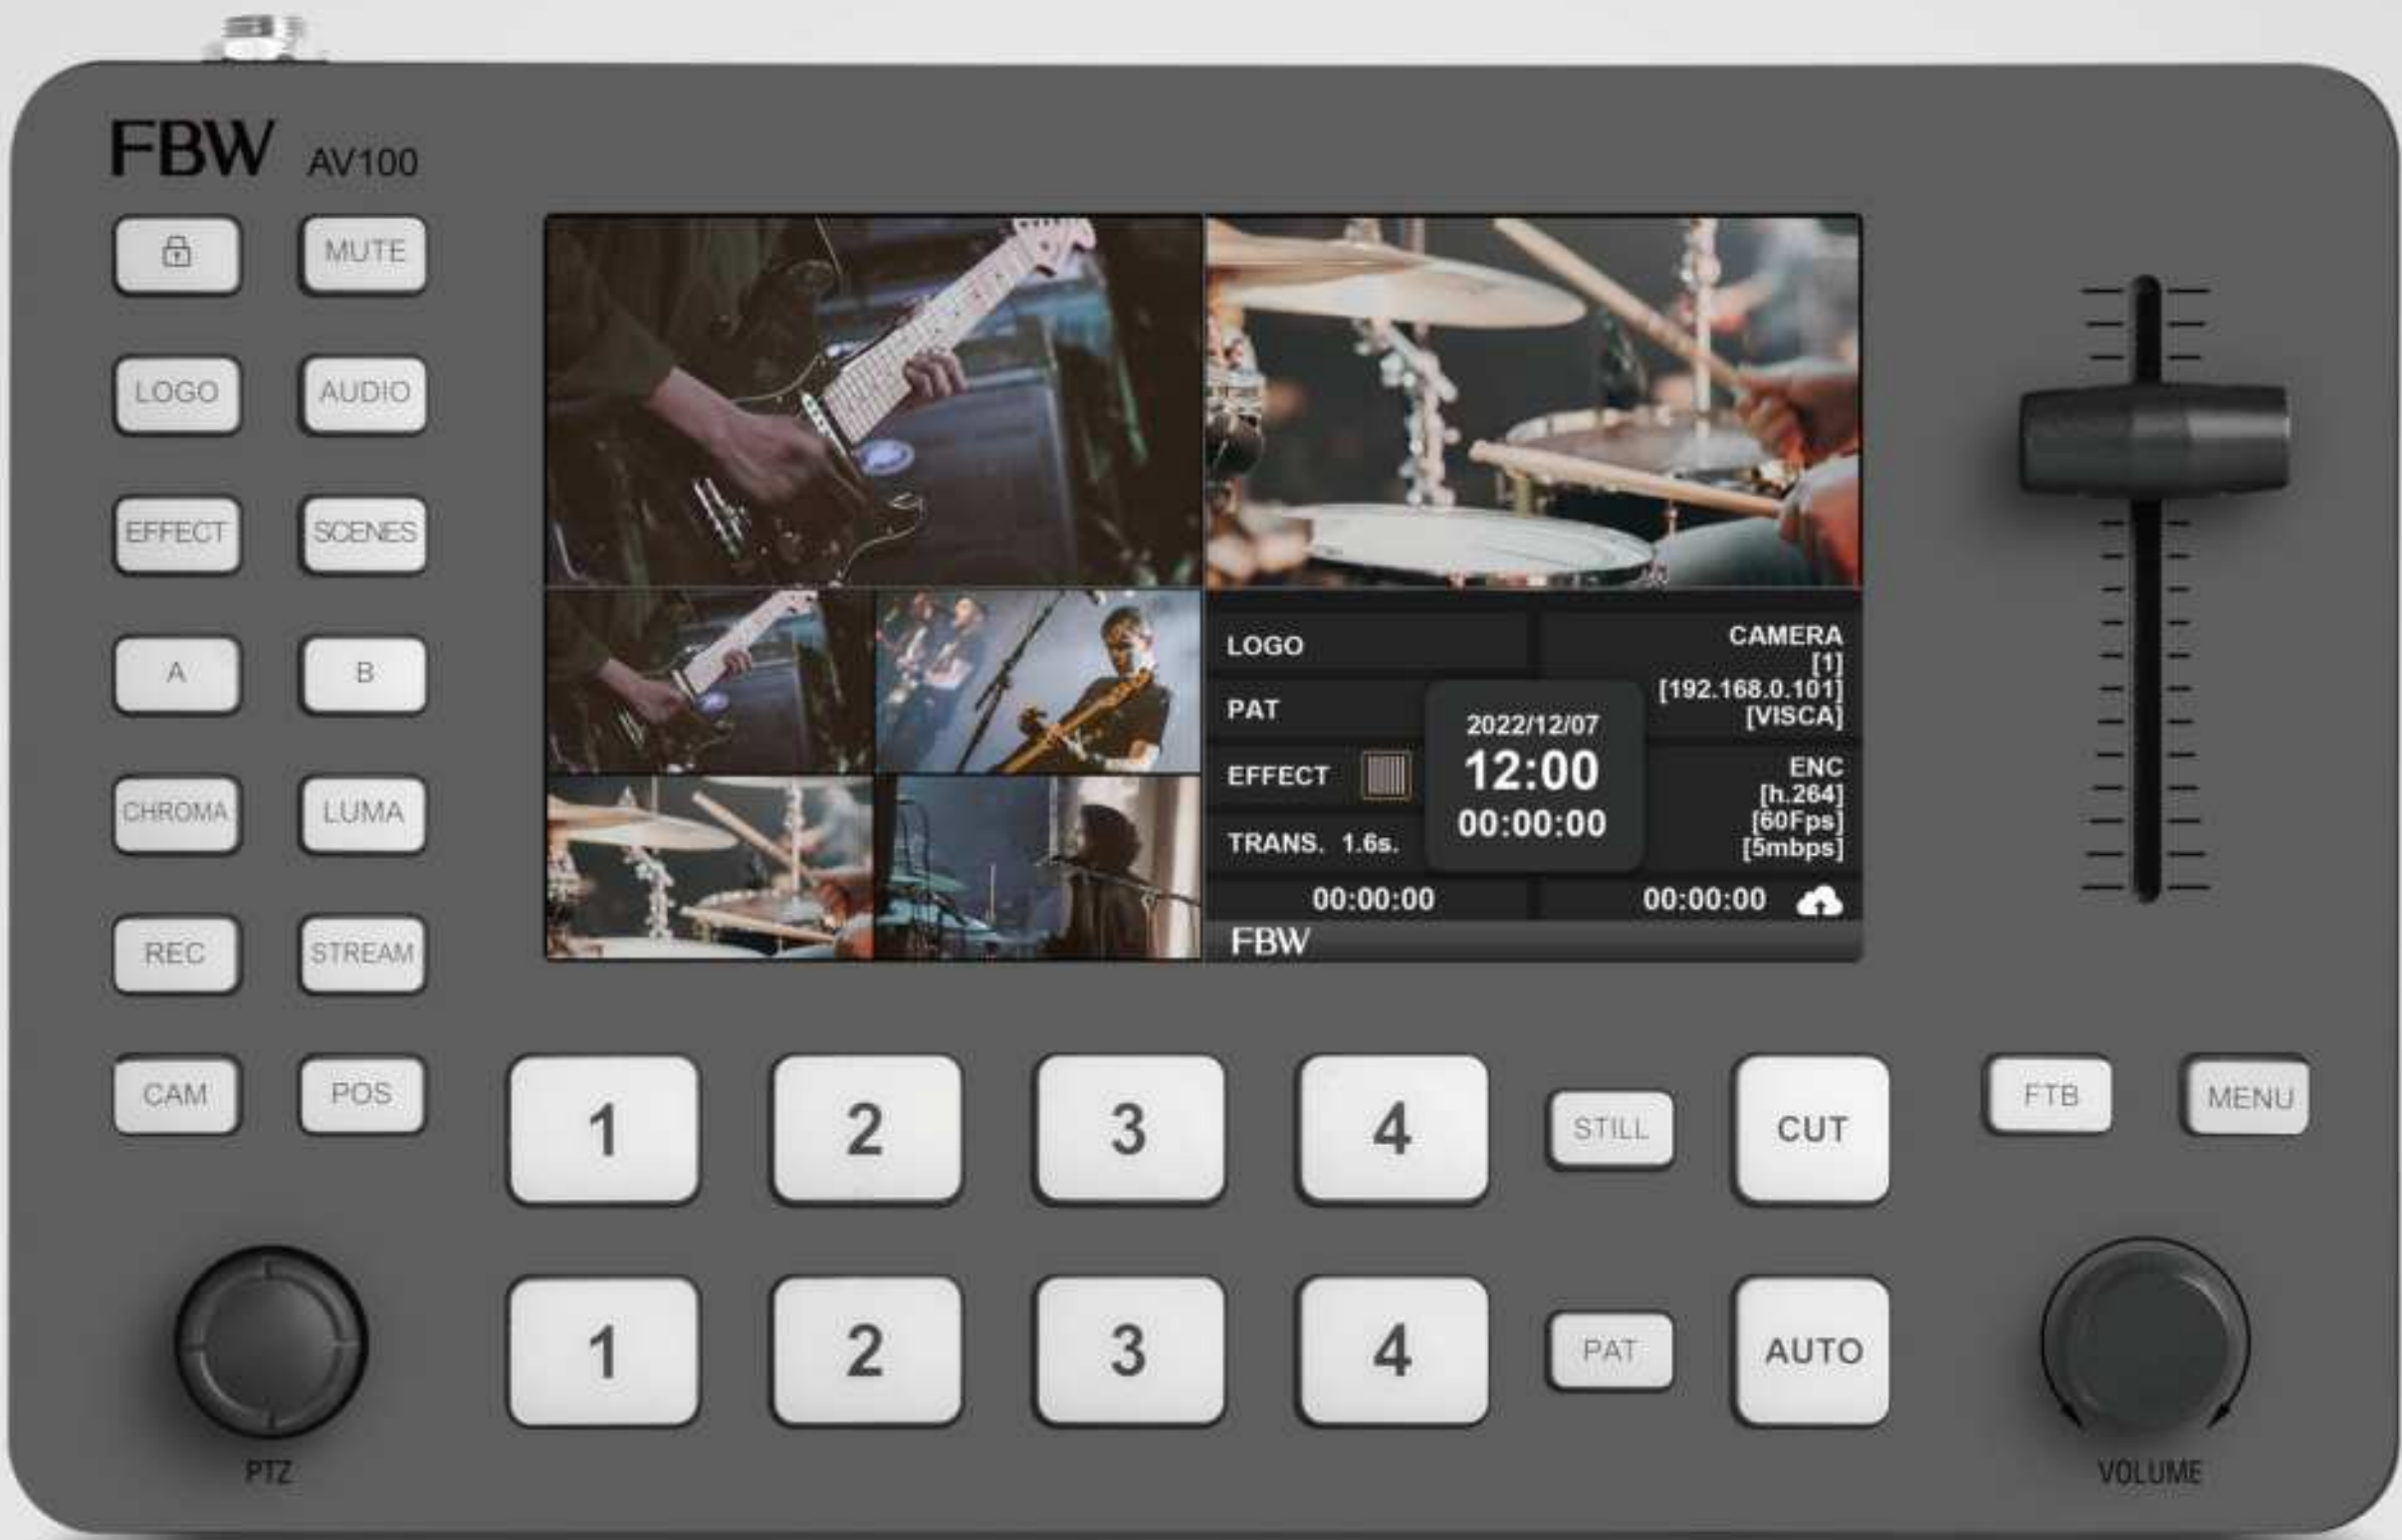 FBW AV100
MUTE
LOGO AUDIO
EFFECT SCENES
A B
CHROMA LUMA
REC STREAM
CAM POS
LOGO
PAT
EFFECT
TRANS. 1.6s.
2022/12/07
12:00
00:00:00
CAMERA
[1]
[192.168.0.101]
[VISCA]
ENC
[h.264]
[60Fps]
[5mbps]
00:00:00 00:00:00
FBW
1 2 3 4 STILL CUT
FTB MENU
1 2 3 4 PAT AUTO
PTZ
VOLUME